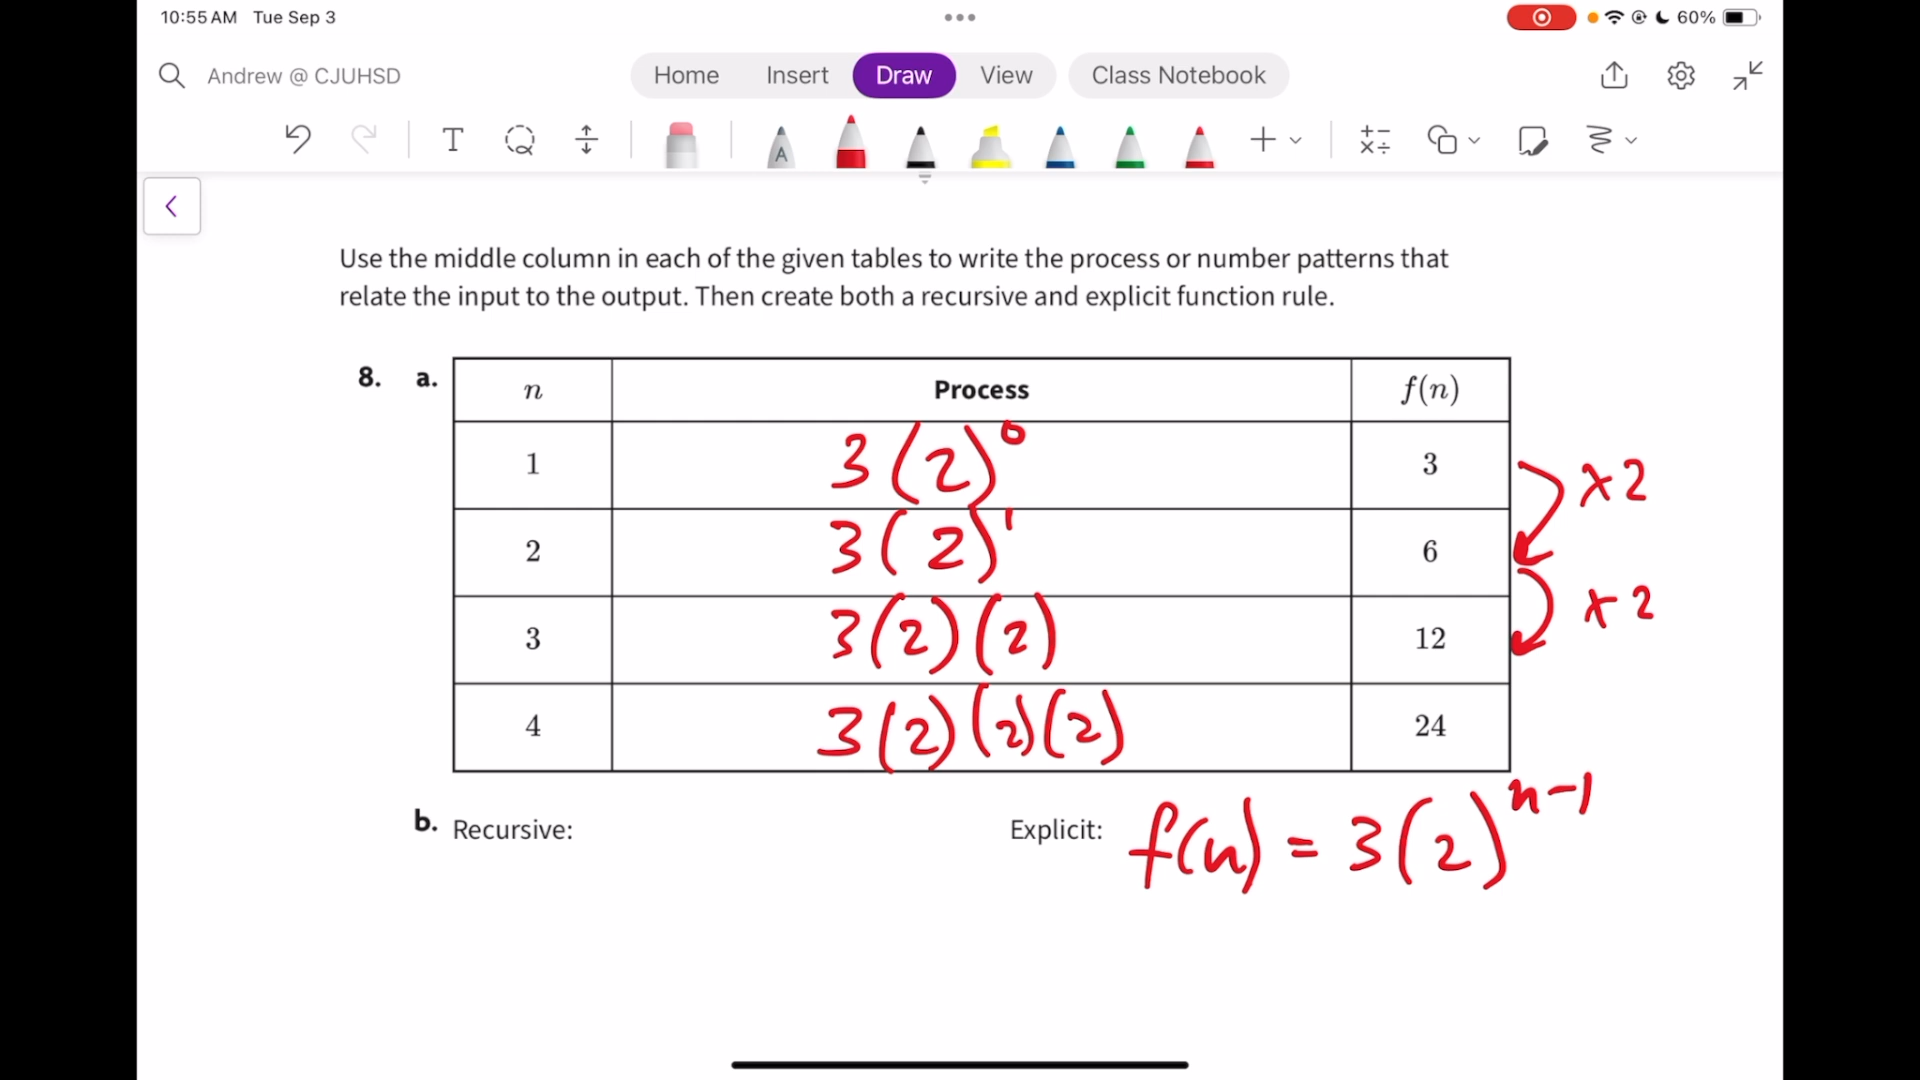 10:55 AM Tue Sep 3
60%
Andrew @ CJUHSD
Home Insert Draw View Class Notebook
T
A
Use the middle column in each of the given tables to write the process or number patterns that
relate the input to the output. Then create both a recursive and explicit function rule.
8. a.
n Process f(n)
1 3(2)⁰ 3
×2
2 3(2)¹ 6
×2
3 3(2)(2) 12
4 3(2)(2)(2) 24
b. Recursive: Explicit: f(n) = 3(2)ⁿ⁻¹